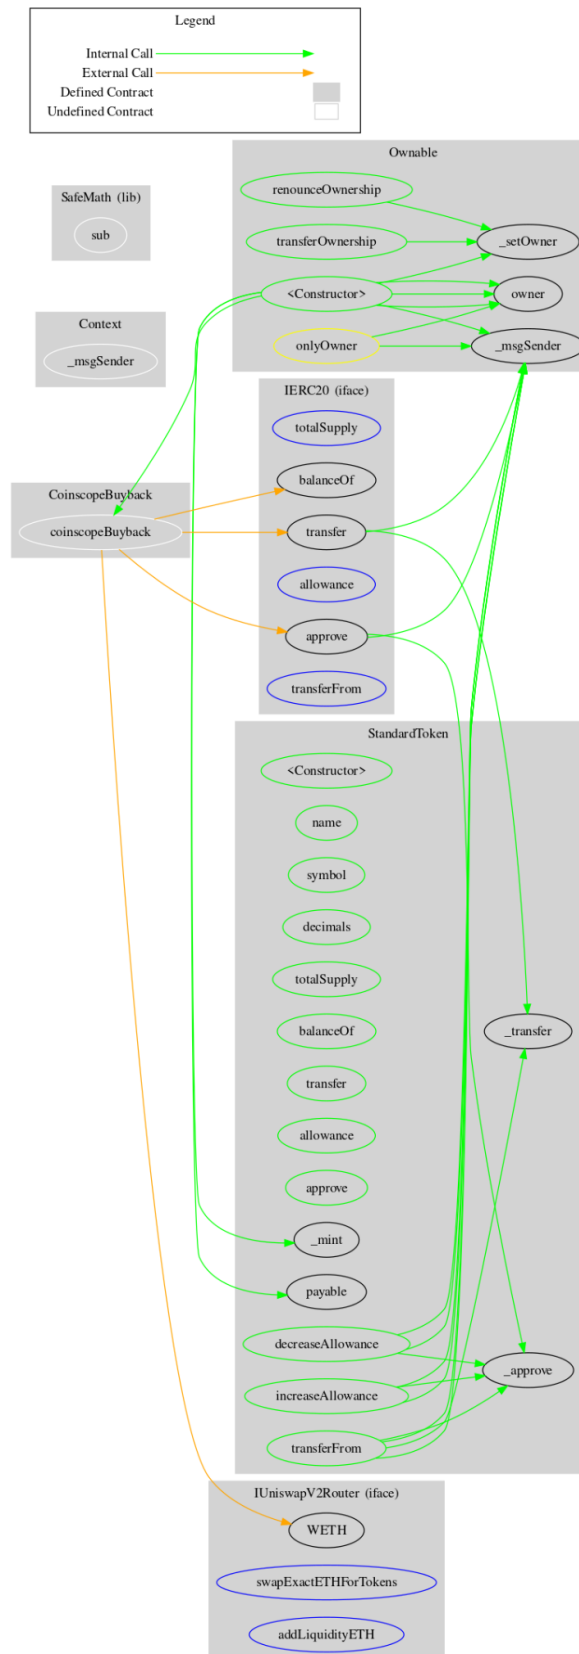 Legend
Internal Call
External Call
Defined Contract
Undefined Contract
Ownable
renounceOwnership
_setOwner
transferOwnership
<Constructor>
owner
onlyOwner
_msgSender
SafeMath (lib)
sub
Context
_msgSender
IERC20 (iface)
totalSupply
balanceOf
transfer
allowance
approve
transferFrom
CoinscopeBuyback
coinscopeBuyback
StandardToken
<Constructor>
name
symbol
decimals
totalSupply
balanceOf
_transfer
transfer
allowance
approve
_mint
payable
decreaseAllowance
_approve
increaseAllowance
transferFrom
IUniswapV2Router (iface)
WETH
swapExactETHForTokens
addLiquidityETH